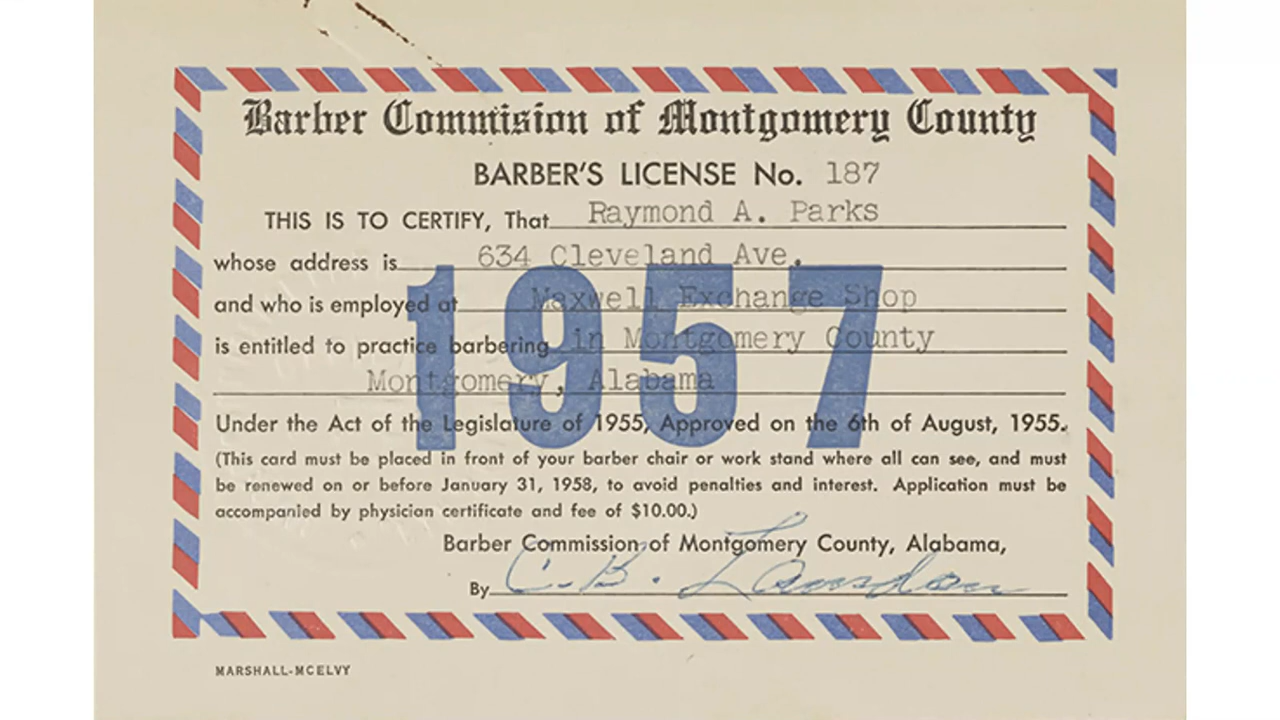 Barber Commision of Montgomery County
BARBER'S LICENSE No. 187
THIS IS TO CERTIFY, That Raymond A. Parks
whose address is 634 Cleveland Ave.
and who is employed at Maxwell Exchange Shop
is entitled to practice barbering in Montgomery County
Montgomery, Alabama
1957
Under the Act of the Legislature of 1955, Approved on the 6th of August, 1955.
(This card must be placed in front of your barber chair or work stand where all can see, and must
be renewed on or before January 31, 1958, to avoid penalties and interest. Application must be
accompanied by physician certificate and fee of $10.00.)
Barber Commission of Montgomery County, Alabama,
By C. B.
MARSHALL-MCELVY